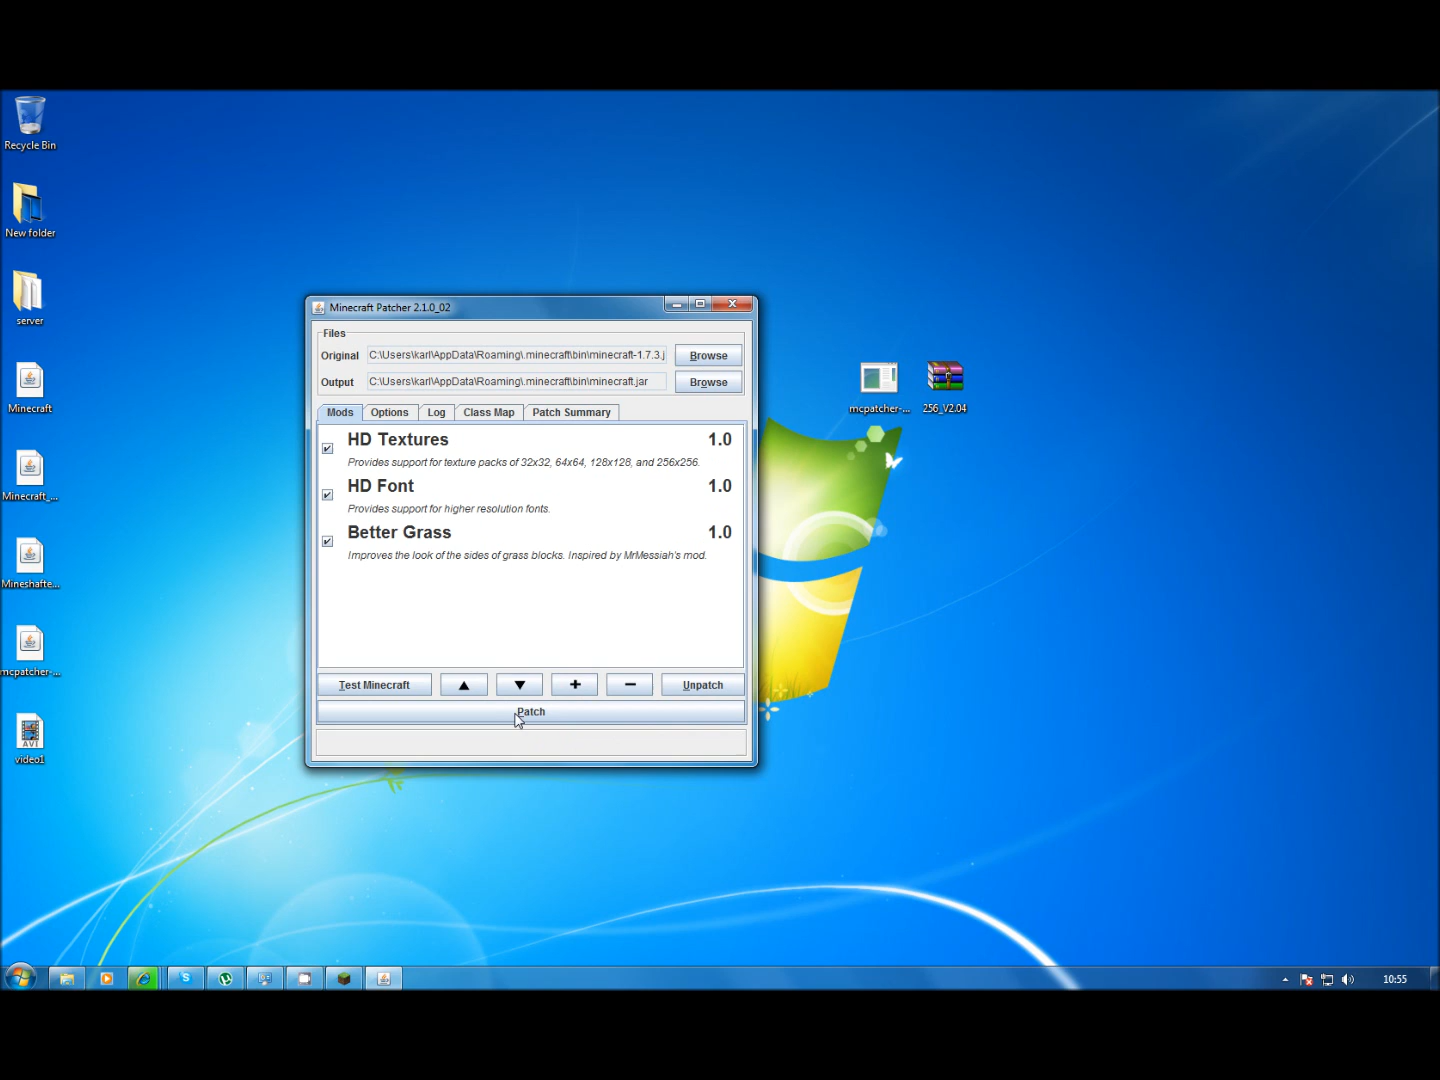 Recycle Bin
New folder
server
Minecraft
Minecraft_...
Mineshafte...
mcpatcher-...
AVI
video1
Minecraft Patcher 2.1.0_02
Files
Original C:\Users\karl\AppData\Roaming\.minecraft\bin\minecraft-1.7.3.j Browse
Output C:\Users\karl\AppData\Roaming\.minecraft\bin\minecraft.jar Browse
Mods Options Log Class Map Patch Summary
HD Textures 1.0
Provides support for texture packs of 32x32, 64x64, 128x128, and 256x256.
HD Font 1.0
Provides support for higher resolution fonts.
Better Grass 1.0
Improves the look of the sides of grass blocks. Inspired by MrMessiah's mod.
Test Minecraft Unpatch
Patch
mcpatcher-... 256_V2.04
10:55